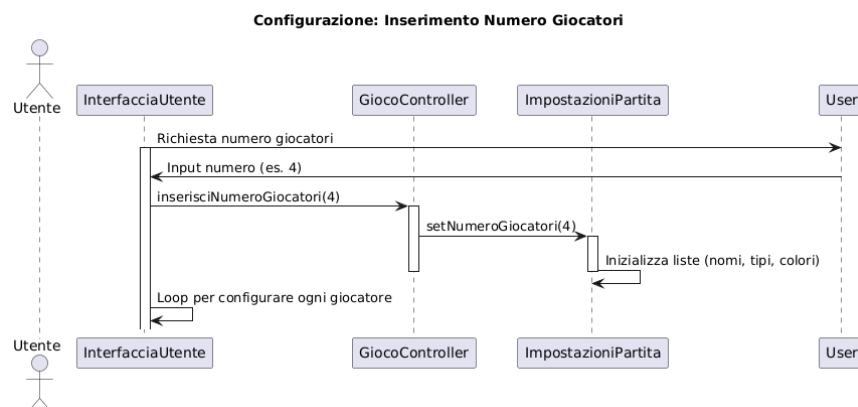 Configurazione: Inserimento Numero Giocatori
Utente
InterfacciaUtente
GiocoController
ImpostazioniPartita
User
Richiesta numero giocatori
Input numero (es. 4)
inserisciNumeroGiocatori(4)
setNumeroGiocatori(4)
Inizializza liste (nomi, tipi, colori)
Loop per configurare ogni giocatore
Utente
InterfacciaUtente
GiocoController
ImpostazioniPartita
User